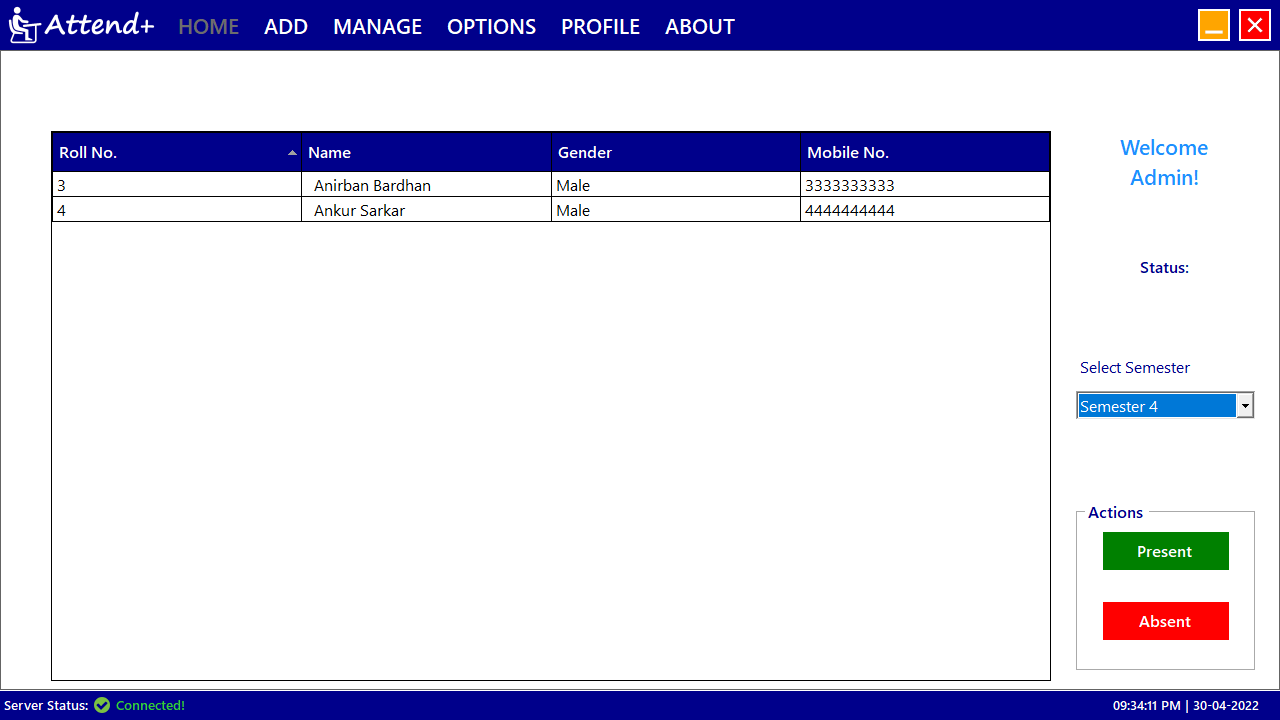 Attend+ HOME ADD MANAGE OPTIONS PROFILE ABOUT
Roll No. Name Gender Mobile No.
3 Anirban Bardhan Male 3333333333
4 Ankur Sarkar Male 4444444444
Welcome
Admin!
Status:
Select Semester
Semester 4
Actions
Present
Absent
Server Status: Connected! 09:34:11 PM | 30-04-2022